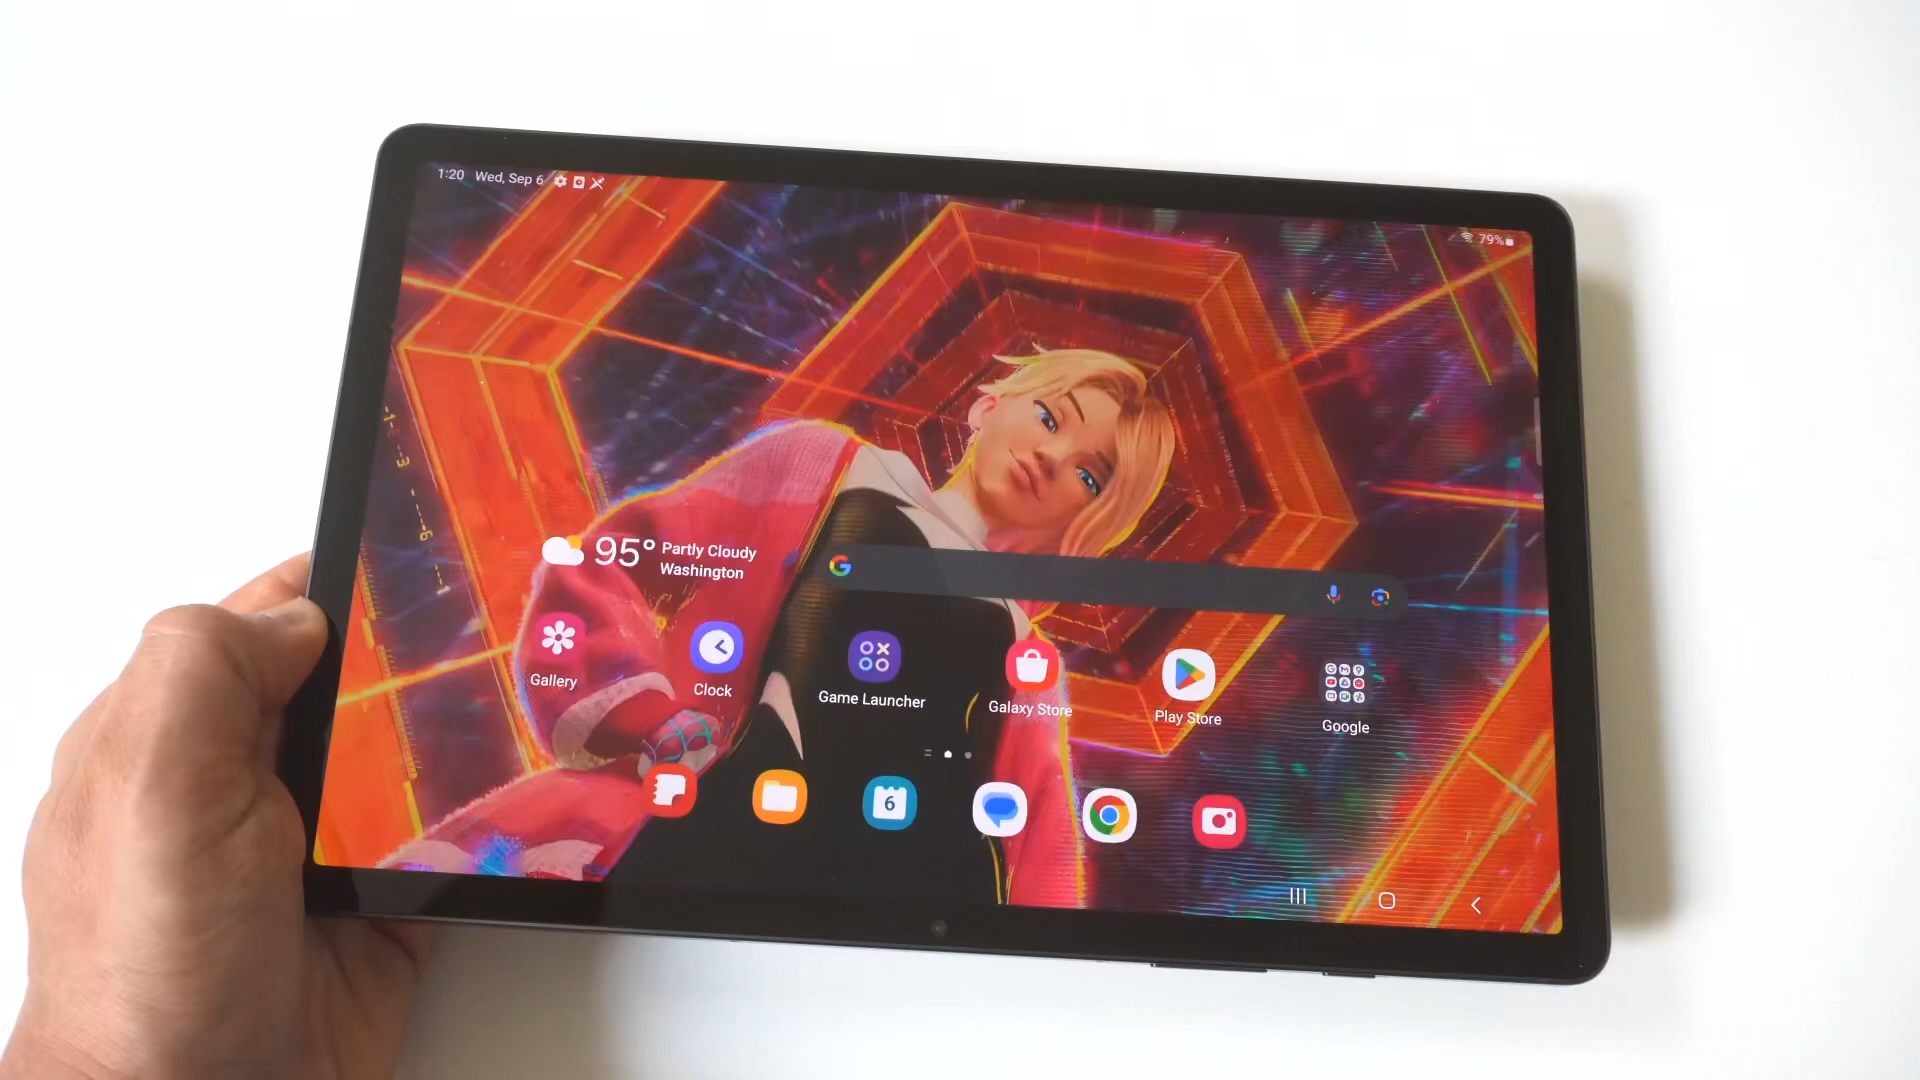 1:20 Wed, Sep 6
79%
95° Partly Cloudy
Washington
Gallery
Clock
Game Launcher
Galaxy Store
Play Store
Google
6